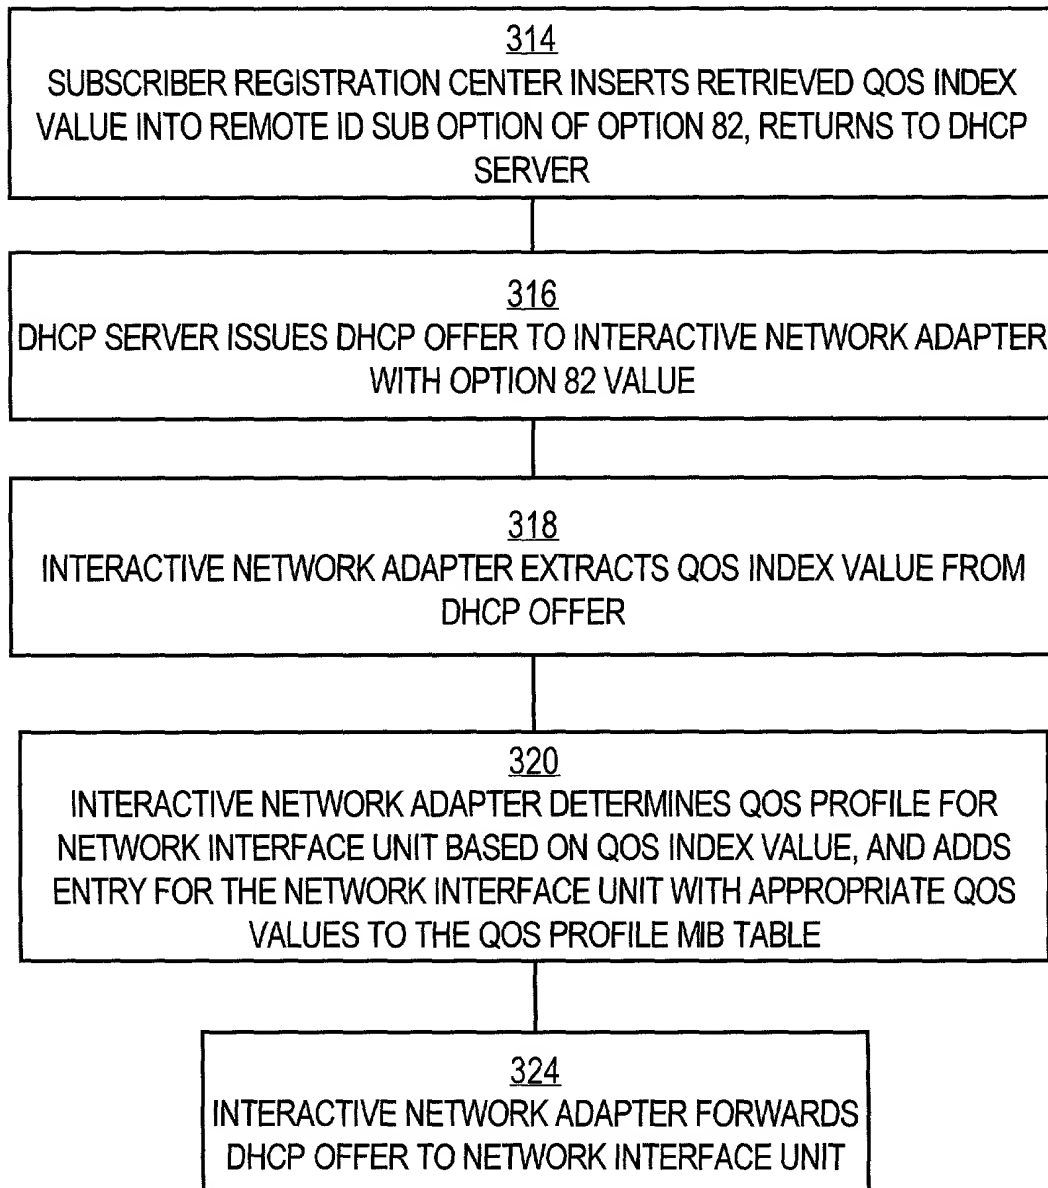 314
SUBSCRIBER REGISTRATION CENTER INSERTS RETRIEVED QOS INDEX
VALUE INTO REMOTE ID SUB OPTION OF OPTION 82, RETURNS TO DHCP
SERVER
316
DHCP SERVER ISSUES DHCP OFFER TO INTERACTIVE NETWORK ADAPTER
WITH OPTION 82 VALUE
318
INTERACTIVE NETWORK ADAPTER EXTRACTS QOS INDEX VALUE FROM
DHCP OFFER
320
INTERACTIVE NETWORK ADAPTER DETERMINES QOS PROFILE FOR
NETWORK INTERFACE UNIT BASED ON QOS INDEX VALUE, AND ADDS
ENTRY FOR THE NETWORK INTERFACE UNIT WITH APPROPRIATE QOS
VALUES TO THE QOS PROFILE MIB TABLE
324
INTERACTIVE NETWORK ADAPTER FORWARDS
DHCP OFFER TO NETWORK INTERFACE UNIT